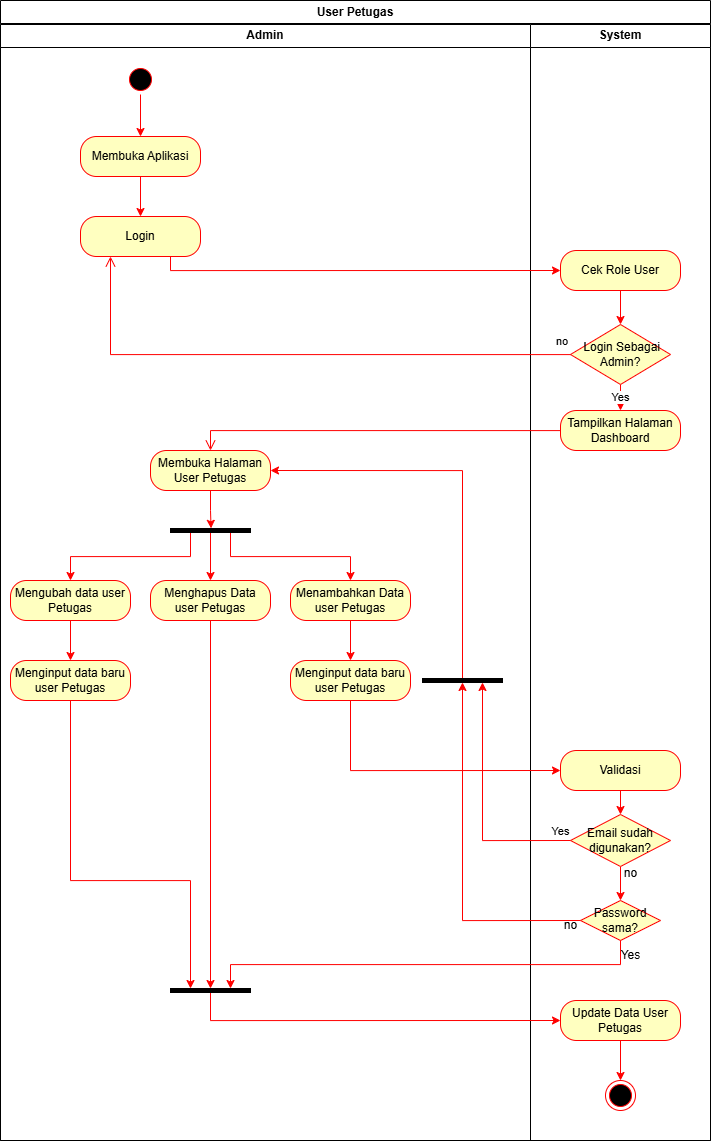 User Petugas
Admin
System
Membuka Aplikasi
Login
Cek Role User
no
Login Sebagai
Admin?
Yes
Tampilkan Halaman
Dashboard
Membuka Halaman
User Petugas
Mengubah data user
Petugas
Menghapus Data
user Petugas
Menambahkan Data
user Petugas
Menginput data baru
user Petugas
Menginput data baru
user Petugas
Validasi
Yes
Email sudah
digunakan?
no
Password
sama?
no
Yes
Update Data User
Petugas